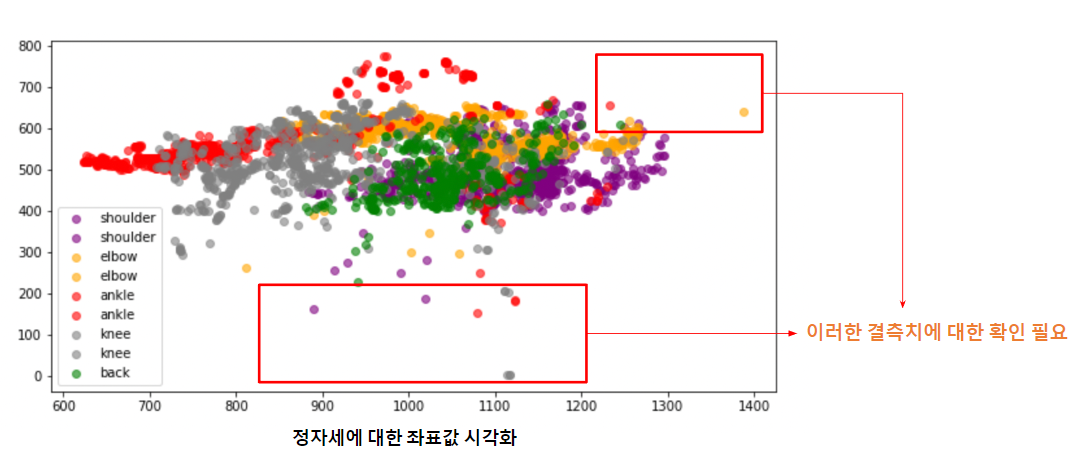 800
700
600
500
400
300
200
100
0
600
700
800
900
1000
1100
1200
1300
1400
shoulder
shoulder
elbow
elbow
ankle
ankle
knee
knee
back
이러한 결측치에 대한 확인 필요
정자세에 대한 좌표값 시각화